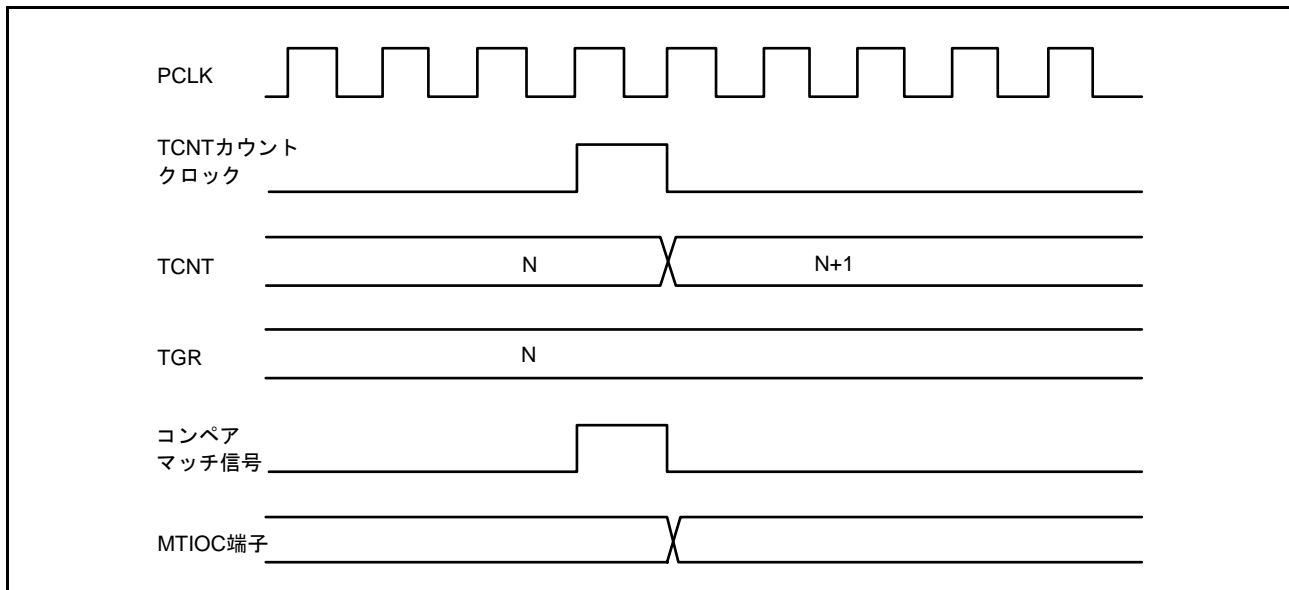 PCLK
TCNTカウント
クロック
TCNT
N
N+1
TGR
N
コンペア
マッチ信号
MTIOC端子